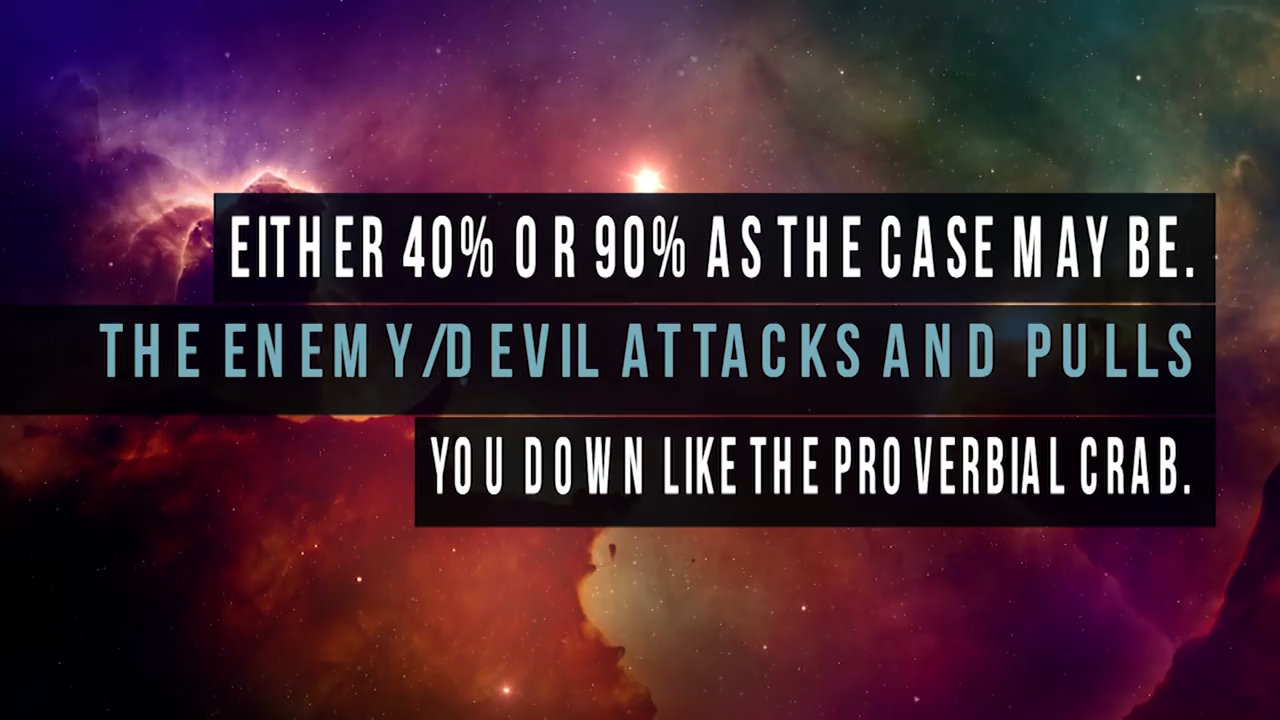 EITHER 40% OR 90% AS THE CASE MAY BE.
THE ENEMY/DEVIL ATTACKS AND PULLS
YOU DOWN LIKE THE PROVERBIAL CRAB.